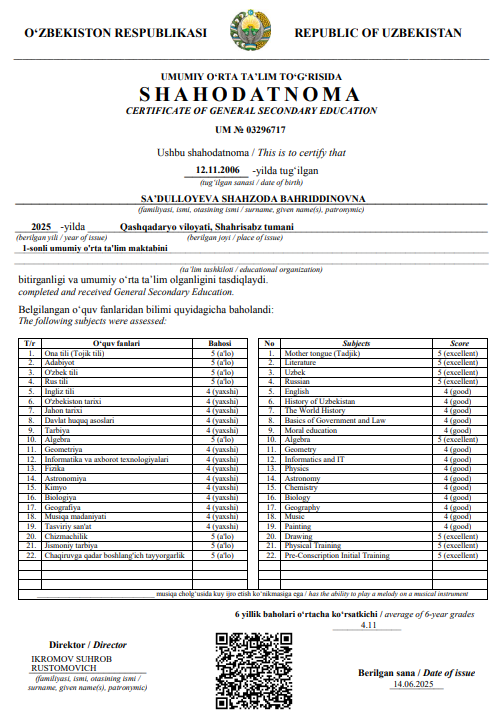 O‘ZBEKISTON RESPUBLIKASI REPUBLIC OF UZBEKISTAN
UMUMIY O‘RTA TA’LIM TO‘G‘RISIDA
SHAHODATNOMA
CERTIFICATE OF GENERAL SECONDARY EDUCATION
UM № 03296717
Ushbu shahodatnoma / This is to certify that
12.11.2006 -yilda tug‘ilgan
(tug‘ilgan sanasi / date of birth)
SA’DULLOYEVA SHAHZODA BAHRIDDINOVNA
(familiyasi, ismi, otasining ismi / surname, given name(s), patronymic)
2025 -yilda Qashqadaryo viloyati, Shahrisabz tumani
(berilgan yili / year of issue) (berilgan joyi / place of issue)
1-sonli umumiy o'rta ta'lim maktabini
(ta’lim tashkiloti / educational organization)
bitirganligi va umumiy o‘rta ta’lim olganligini tasdiqlaydi.
completed and received General Secondary Education.
Belgilangan o‘quv fanlaridan bilimi quyidagicha baholandi:
The following subjects were assessed:
T/r O‘quv fanlari Bahosi No Subjects Score
1. Ona tili (Tojik tili) 5 (a'lo) 1. Mother tongue (Tadjik) 5 (excellent)
2. Adabiyot 5 (a'lo) 2. Literature 5 (excellent)
3. O'zbek tili 5 (a'lo) 3. Uzbek 5 (excellent)
4. Rus tili 5 (a'lo) 4. Russian 5 (excellent)
5. Ingliz tili 4 (yaxshi) 5. English 4 (good)
6. O'zbekiston tarixi 4 (yaxshi) 6. History of Uzbekistan 4 (good)
7. Jahon tarixi 4 (yaxshi) 7. The World History 4 (good)
8. Davlat huquq asoslari 4 (yaxshi) 8. Basics of Government and Law 4 (good)
9. Tarbiya 4 (yaxshi) 9. Moral education 4 (good)
10. Algebra 5 (a'lo) 10. Algebra 5 (excellent)
11. Geometriya 4 (yaxshi) 11. Geometry 4 (good)
12. Informatika va axborot texnologiyalari 4 (yaxshi) 12. Informatics and IT 4 (good)
13. Fizika 4 (yaxshi) 13. Physics 4 (good)
14. Astronomiya 4 (yaxshi) 14. Astronomy 4 (good)
15. Kimyo 4 (yaxshi) 15. Chemistry 4 (good)
16. Biologiya 4 (yaxshi) 16. Biology 4 (good)
17. Geografiya 4 (yaxshi) 17. Geography 4 (good)
18. Musiqa madaniyati 4 (yaxshi) 18. Music 4 (good)
19. Tasviriy san'at 4 (yaxshi) 19. Painting 4 (good)
20. Chizmachilik 5 (a'lo) 20. Drawing 5 (excellent)
21. Jismoniy tarbiya 5 (a'lo) 21. Physical Training 5 (excellent)
22. Chaqiruvga qadar boshlang'ich tayyorgarlik 5 (a'lo) 22. Pre-Conscription Initial Training 5 (excellent)
musiqa cholg‘usida kuy ijro etish ko‘nikmasiga ega / has the ability to play a melody on a musical instrument
6 yillik baholari o‘rtacha ko‘rsatkichi / average of 6-year grades
4.11
Direktor / Director
IKROMOV SUHROB
RUSTOMOVICH
(familiyasi, ismi, otasining ismi /
surname, given name(s), patronymic)
Berilgan sana / Date of issue
14.06.2025